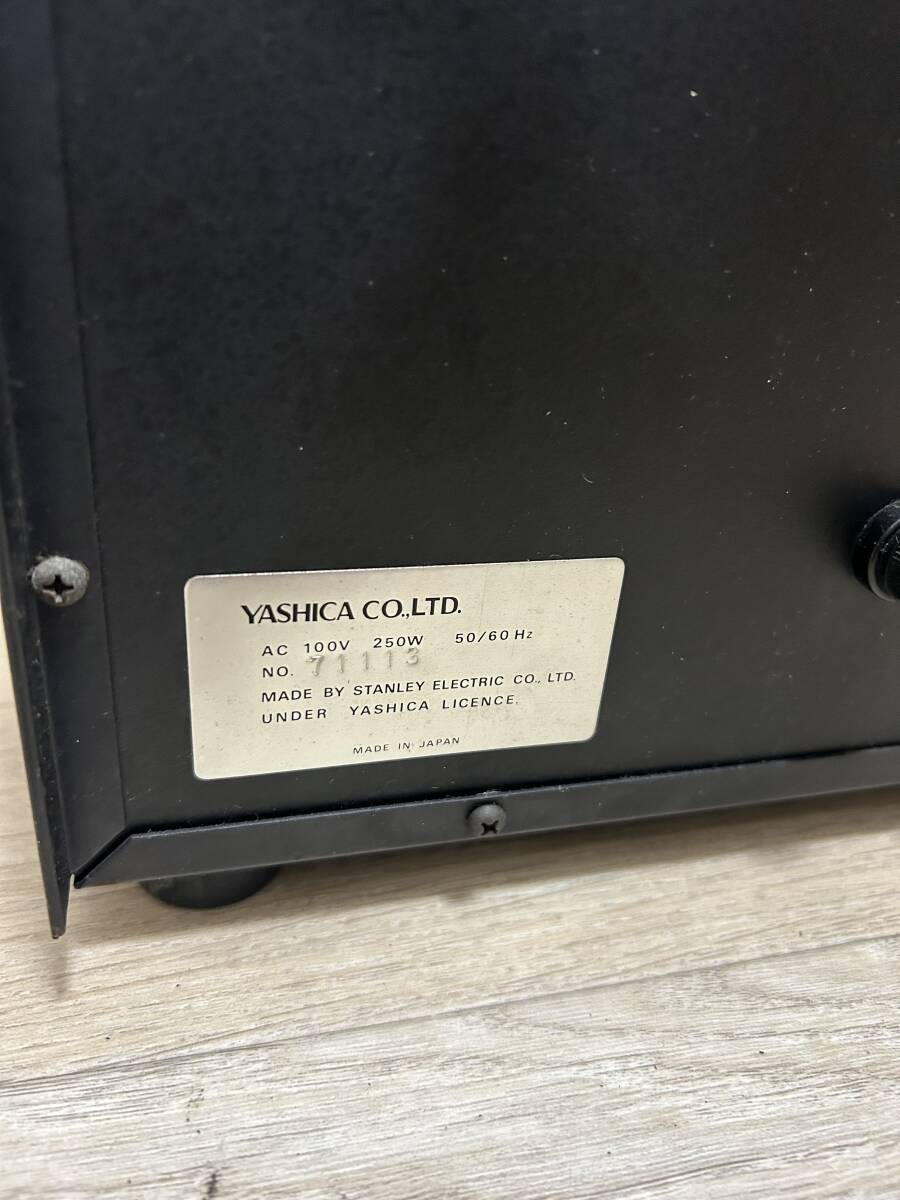 YASHICA CO.,LTD.
AC 100V 250W 50/60 Hz
NO. 71113
MADE BY STANLEY ELECTRIC CO., LTD.
UNDER YASHICA LICENCE.
MADE IN JAPAN